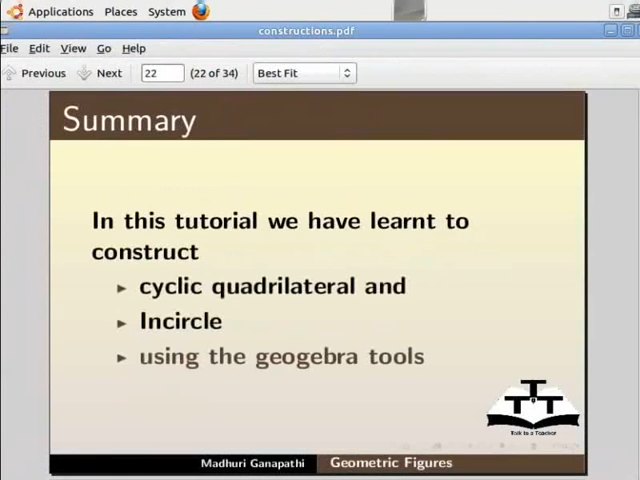 Applications Places System
constructions.pdf
File Edit View Go Help
Previous Next 22 (22 of 34) Best Fit
Summary
In this tutorial we have learnt to
construct
cyclic quadrilateral and
Incircle
using the geogebra tools
TTT
Talk to a Teacher
Madhuri Ganapathi Geometric Figures